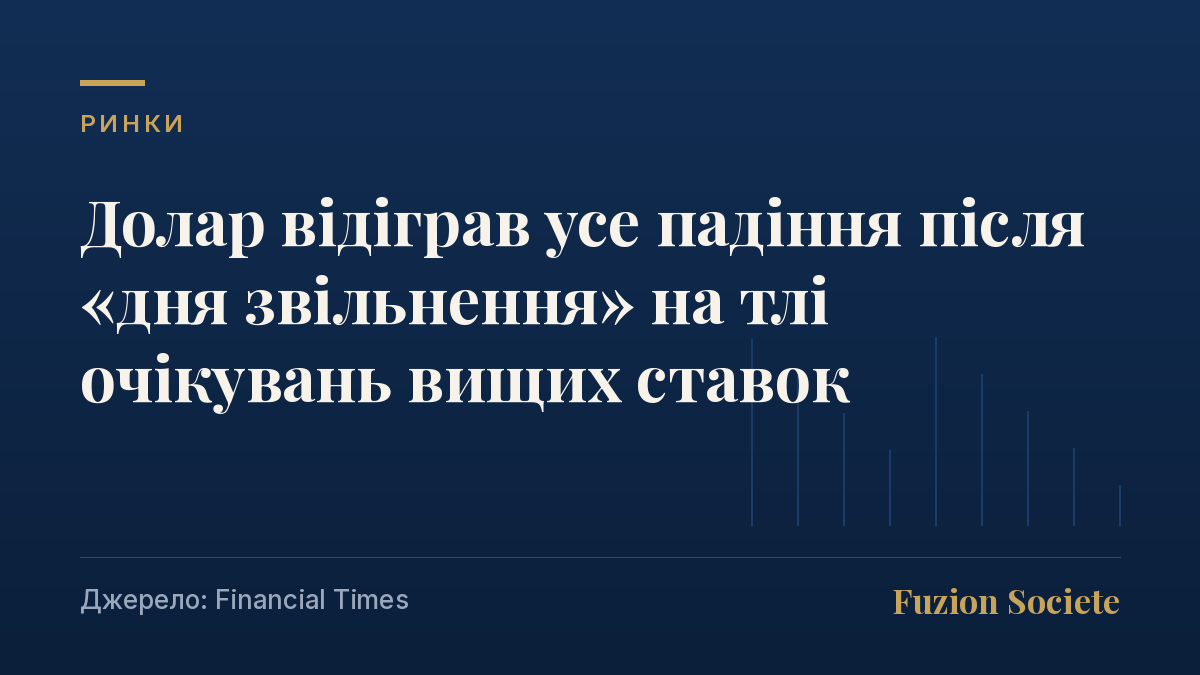 РИНКИ
Долар відіграв усе падіння після
«дня звільнення» на тлі
очікувань вищих ставок
Джерело: Financial Times
Fuzion Societe